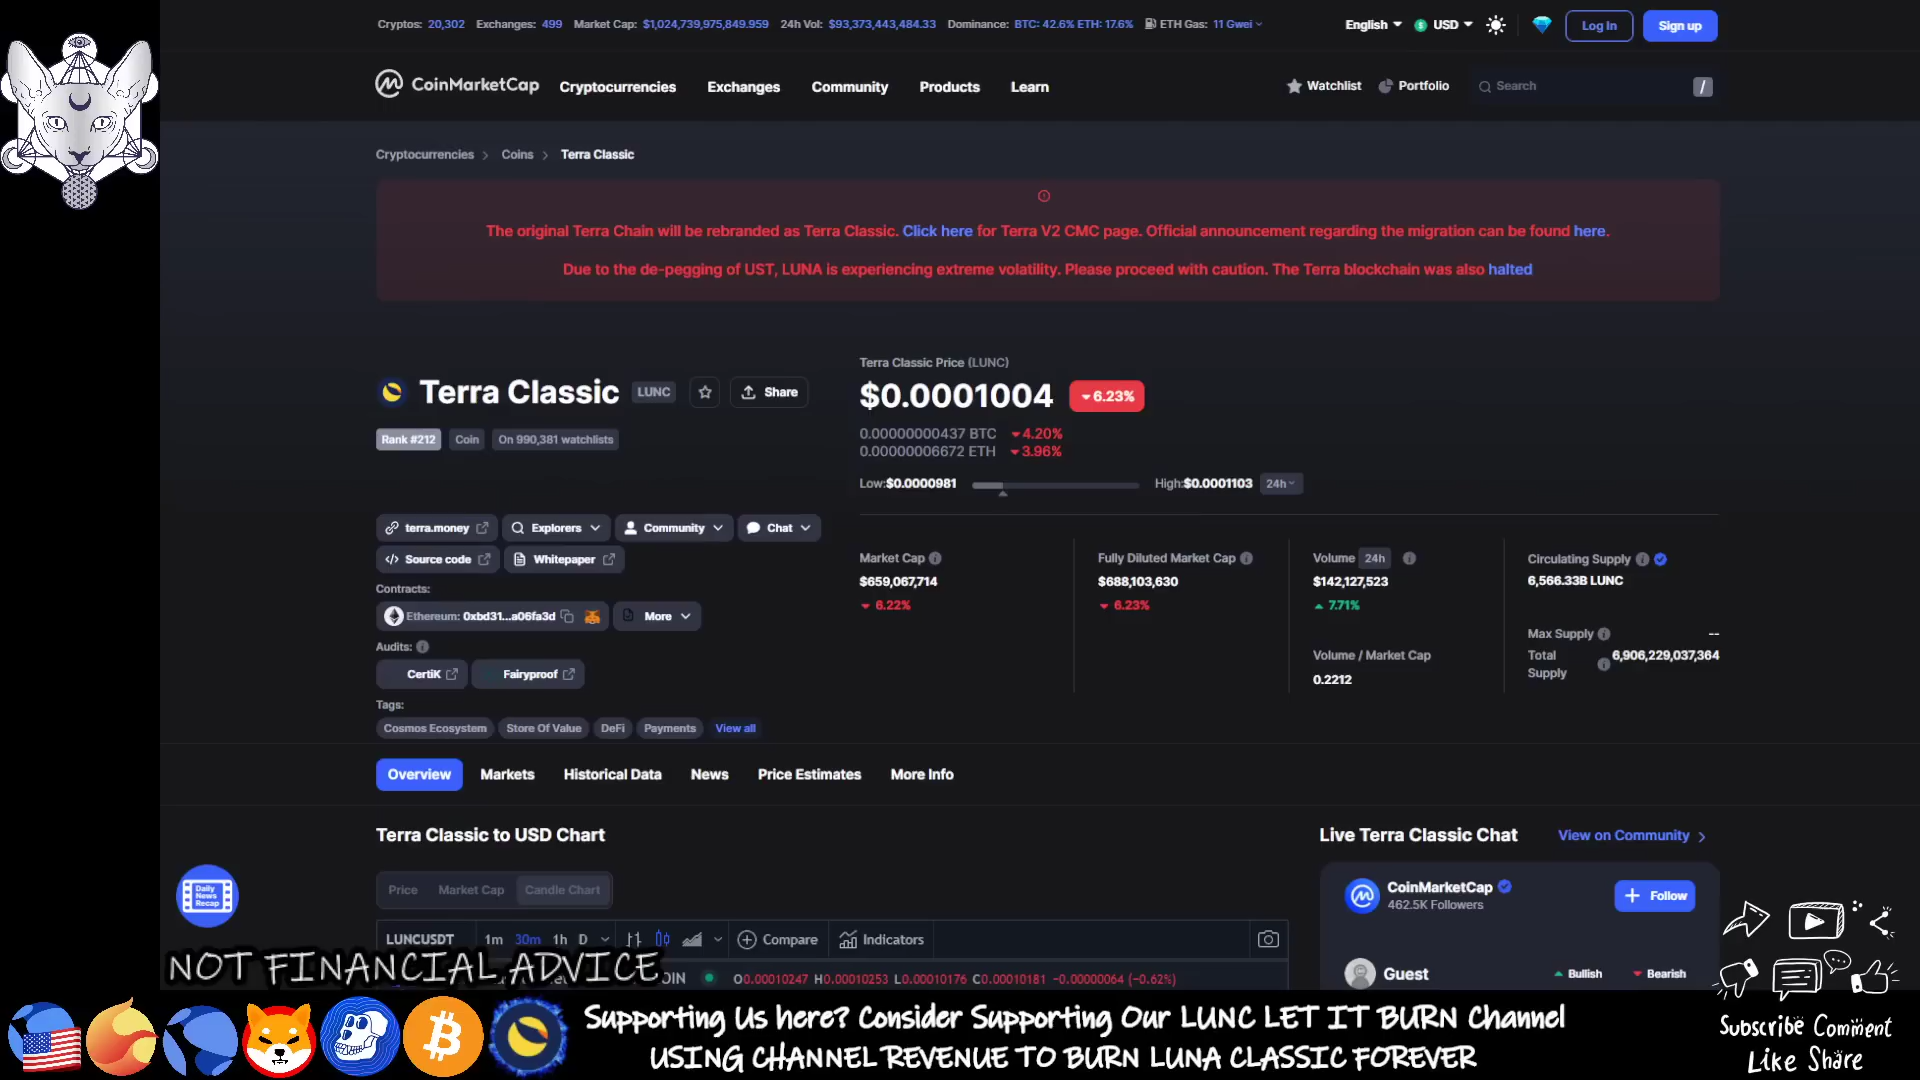 Cryptos: 20,302 Exchanges: 499 Market Cap: $1,024,739,975,849.959 24h Vol: $93,373,443,484.33 Dominance: BTC: 42.6% ETH: 17.6% ETH Gas: 11 Gwei
English USD Log In Sign up
CoinMarketCap Cryptocurrencies Exchanges Community Products Learn Watchlist Portfolio Search /
Cryptocurrencies > Coins > Terra Classic
The original Terra Chain will be rebranded as Terra Classic. Click here for Terra V2 CMC page. Official announcement regarding the migration can be found here.
Due to the de-pegging of UST, LUNA is experiencing extreme volatility. Please proceed with caution. The Terra blockchain was also halted
Terra Classic LUNC Share
Rank #212 Coin On 990,381 watchlists
Terra Classic Price (LUNC)
$0.0001004 6.23%
0.00000000437 BTC 4.20%
0.00000006672 ETH 3.96%
Low:$0.0000981 High:$0.0001103 24h
terra.money Explorers Community Chat
Source code Whitepaper
Contracts:
Ethereum: 0xbd31...a06fa3d More
Audits:
CertiK Fairyproof
Tags:
Cosmos Ecosystem Store Of Value DeFi Payments View all
Market Cap
$659,067,714
6.22%
Fully Diluted Market Cap
$688,103,630
6.23%
Volume 24h
$142,127,523
7.71%
Volume / Market Cap
0.2212
Circulating Supply
6,566.33B LUNC
Max Supply --
Total Supply 6,906,229,037,364
Overview Markets Historical Data News Price Estimates More Info
Terra Classic to USD Chart
Price Market Cap Candle Chart
LUNCUSDT 1m 30m 1h D Compare Indicators
OIN O0.00010247 H0.00010253 L0.00010176 C0.00010181 −0.00000064 (−0.62%)
Live Terra Classic Chat View on Community >
CoinMarketCap
462.5K Followers
+ Follow
Guest Bullish Bearish
Daily
News
Recap
NOT FINANCIAL ADVICE
Supporting Us here? Consider Supporting Our LUNC LET IT BURN Channel
USING CHANNEL REVENUE TO BURN LUNA CLASSIC FOREVER
Subscribe Comment
Like Share